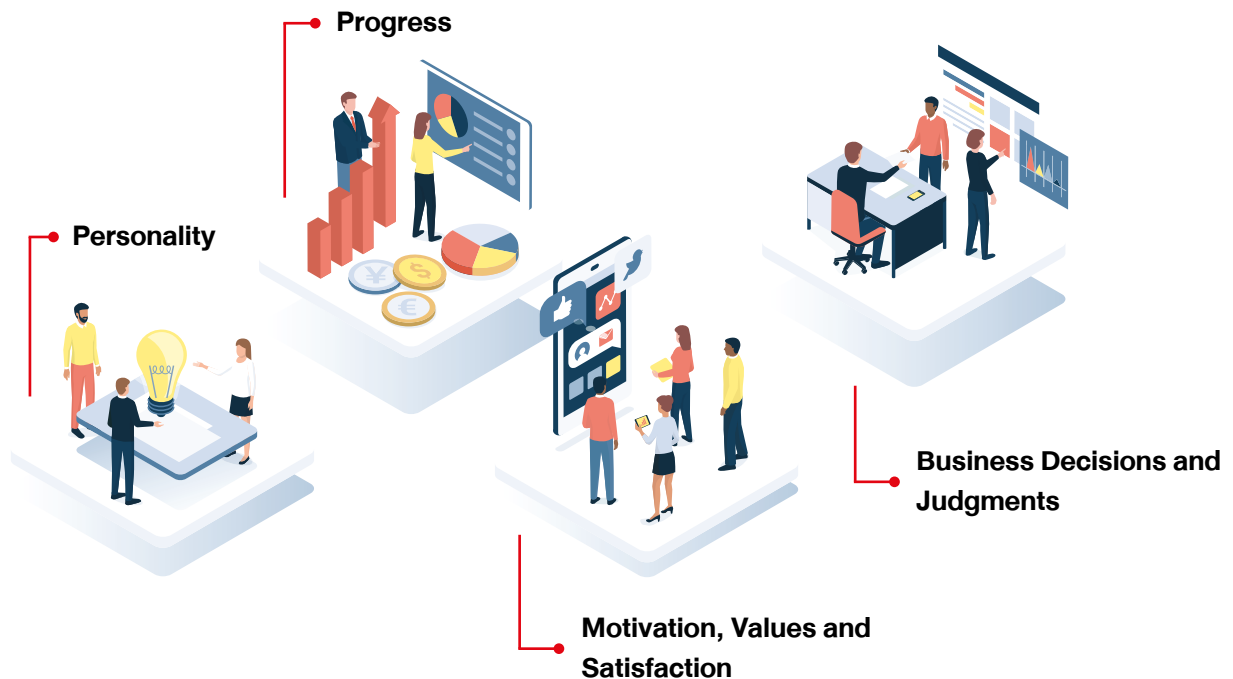 Progress
Personality
¥
$
€
Business Decisions and
Judgments
Motivation, Values and
Satisfaction